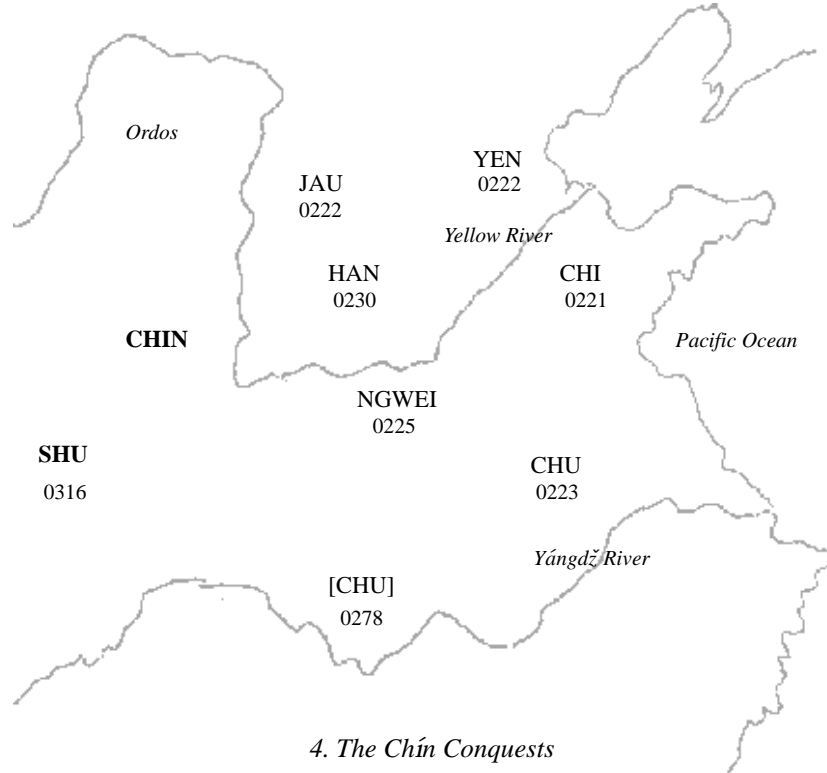 Ordos
YEN
0222
JAU
0222
Yellow River
HAN
0230
CHI
0221
CHIN
Pacific Ocean
NGWEI
0225
SHU
0316
CHU
0223
Yángdž River
[CHU]
0278
4. The Chín Conquests